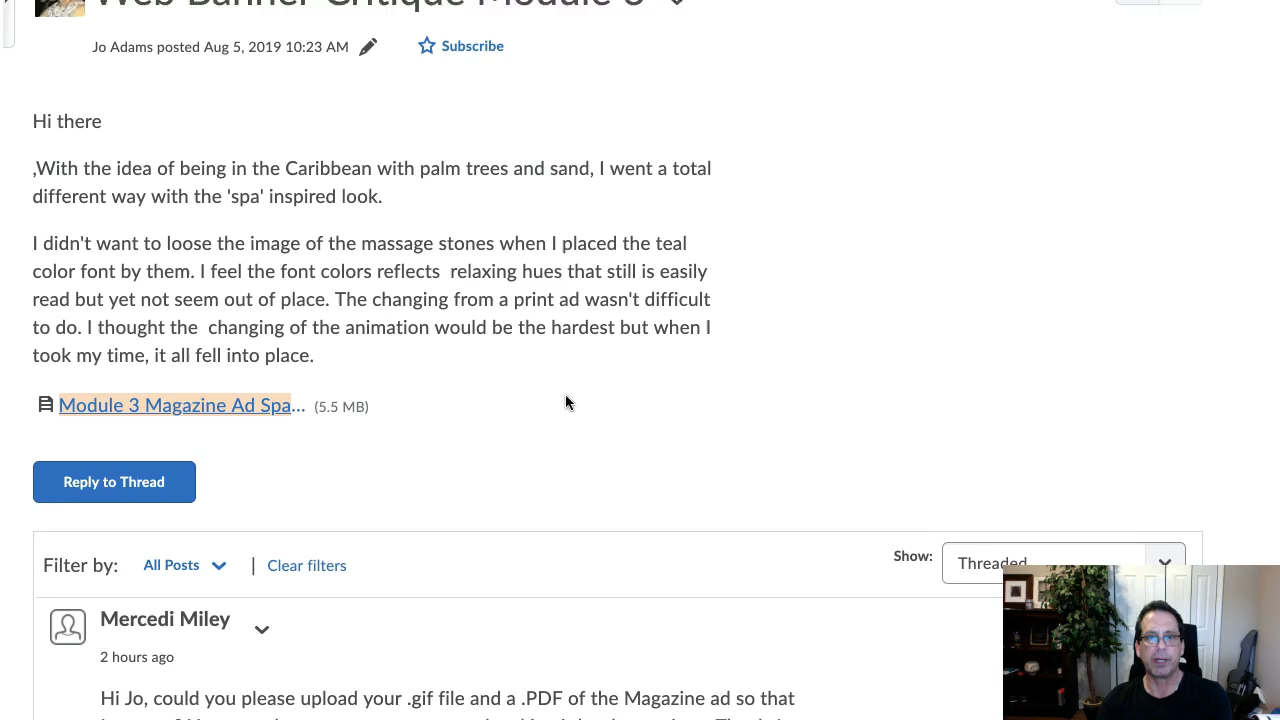 Web Banner Critique Module
Jo Adams posted Aug 5, 2019 10:23 AM
Subscribe
Hi there
,With the idea of being in the Caribbean with palm trees and sand, I went a total
different way with the 'spa' inspired look.
I didn't want to loose the image of the massage stones when I placed the teal
color font by them. I feel the font colors reflects  relaxing hues that still is easily
read but yet not seem out of place. The changing from a print ad wasn't difficult
to do. I thought the  changing of the animation would be the hardest but when I
took my time, it all fell into place.
Module 3 Magazine Ad Spa... (5.5 MB)
Reply to Thread
Filter by: All Posts | Clear filters
Show: Threaded
Mercedi Miley
2 hours ago
Hi Jo, could you please upload your .gif file and a .PDF of the Magazine ad so that